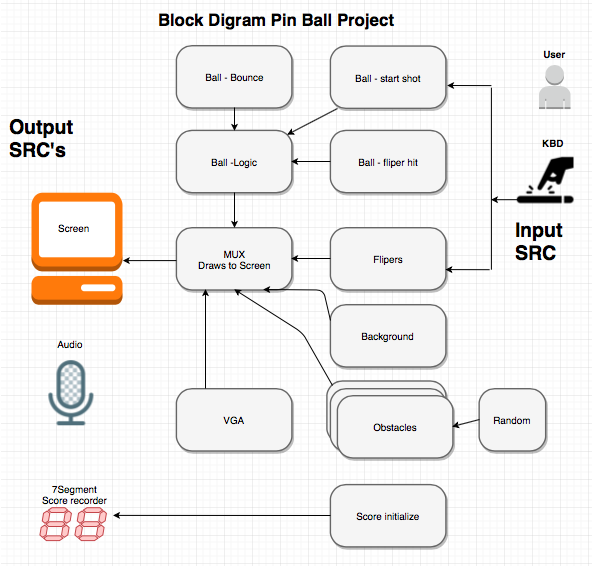 Block Digram Pin Ball Project
User
Ball - Bounce
Ball - start shot
Output
SRC's
KBD
Ball -Logic
Ball - fliper hit
Screen
Input
SRC
MUX
Draws to Screen
Flipers
Background
Audio
VGA
Obstacles
Random
7Segment
Score recorder
88
Score initialize